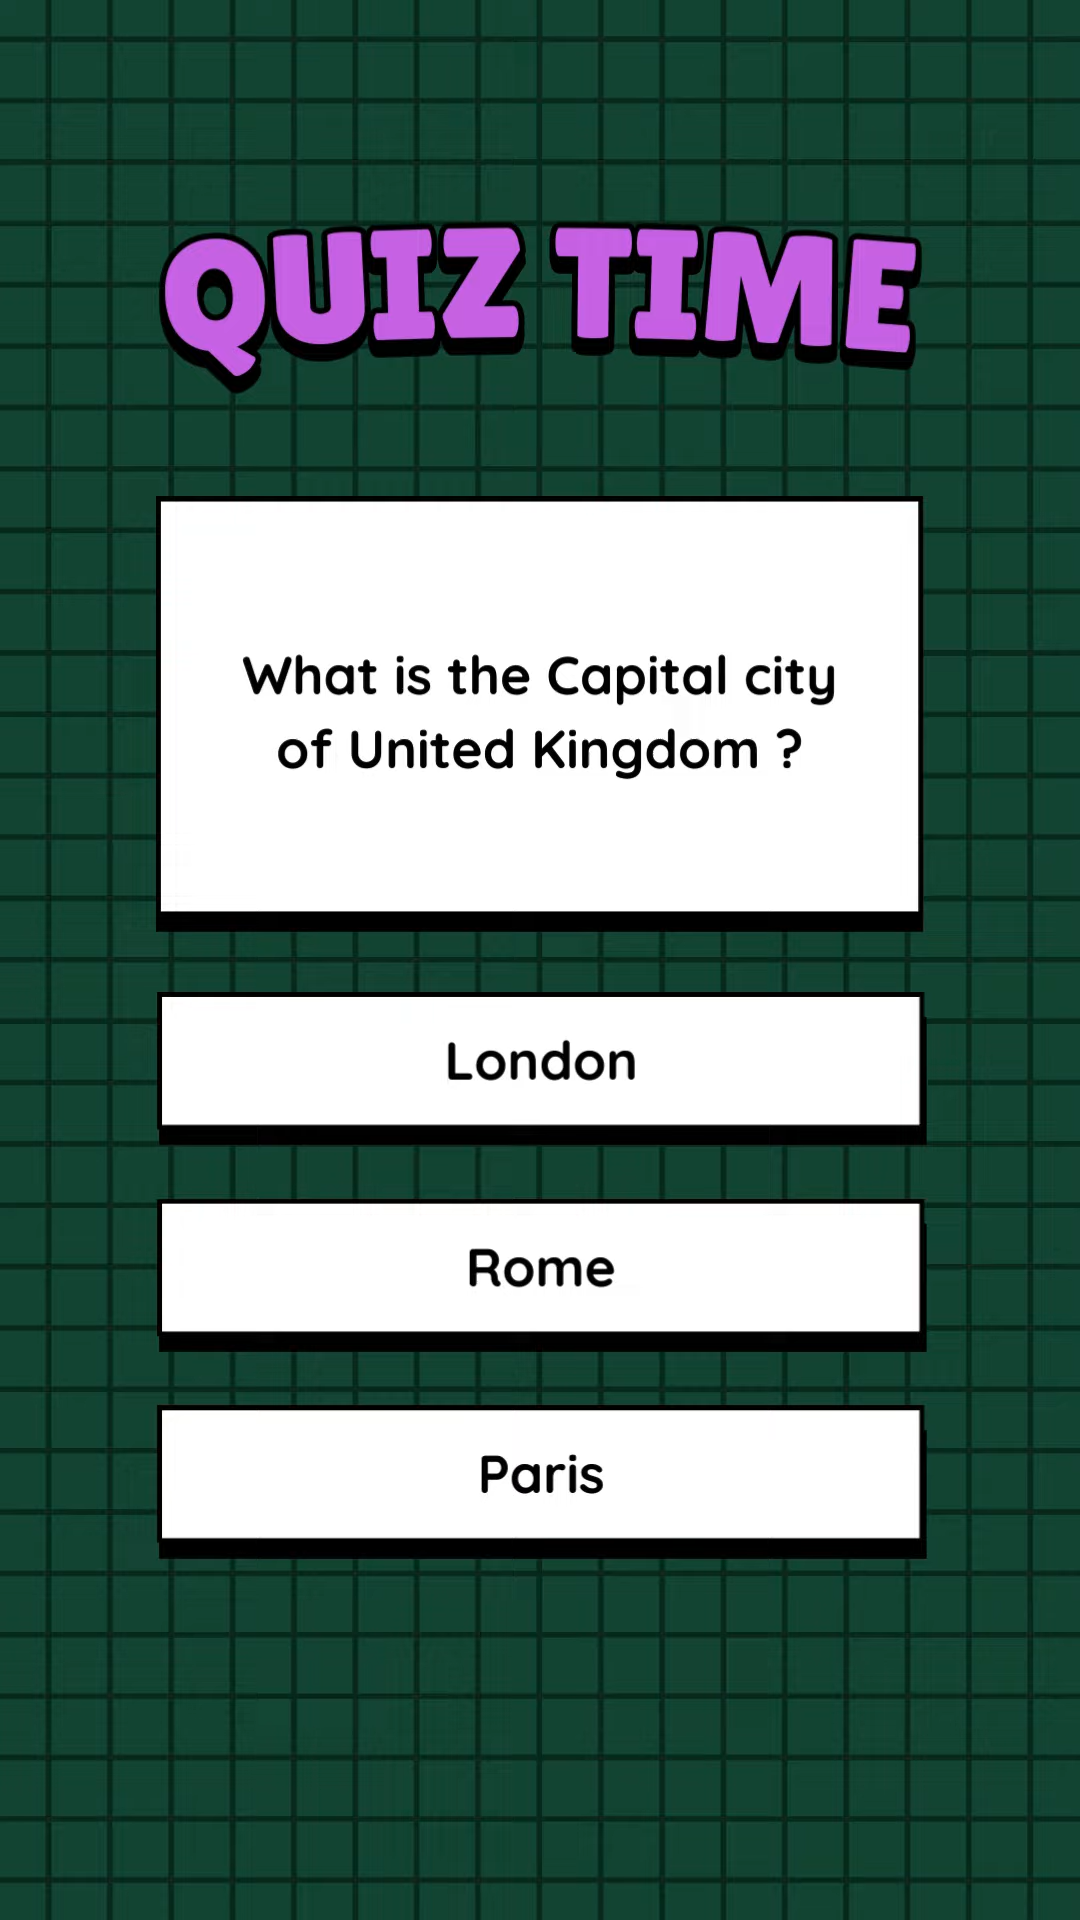 QUIZ TIME
What is the Capital city
of United Kingdom ?
London
Rome
Paris